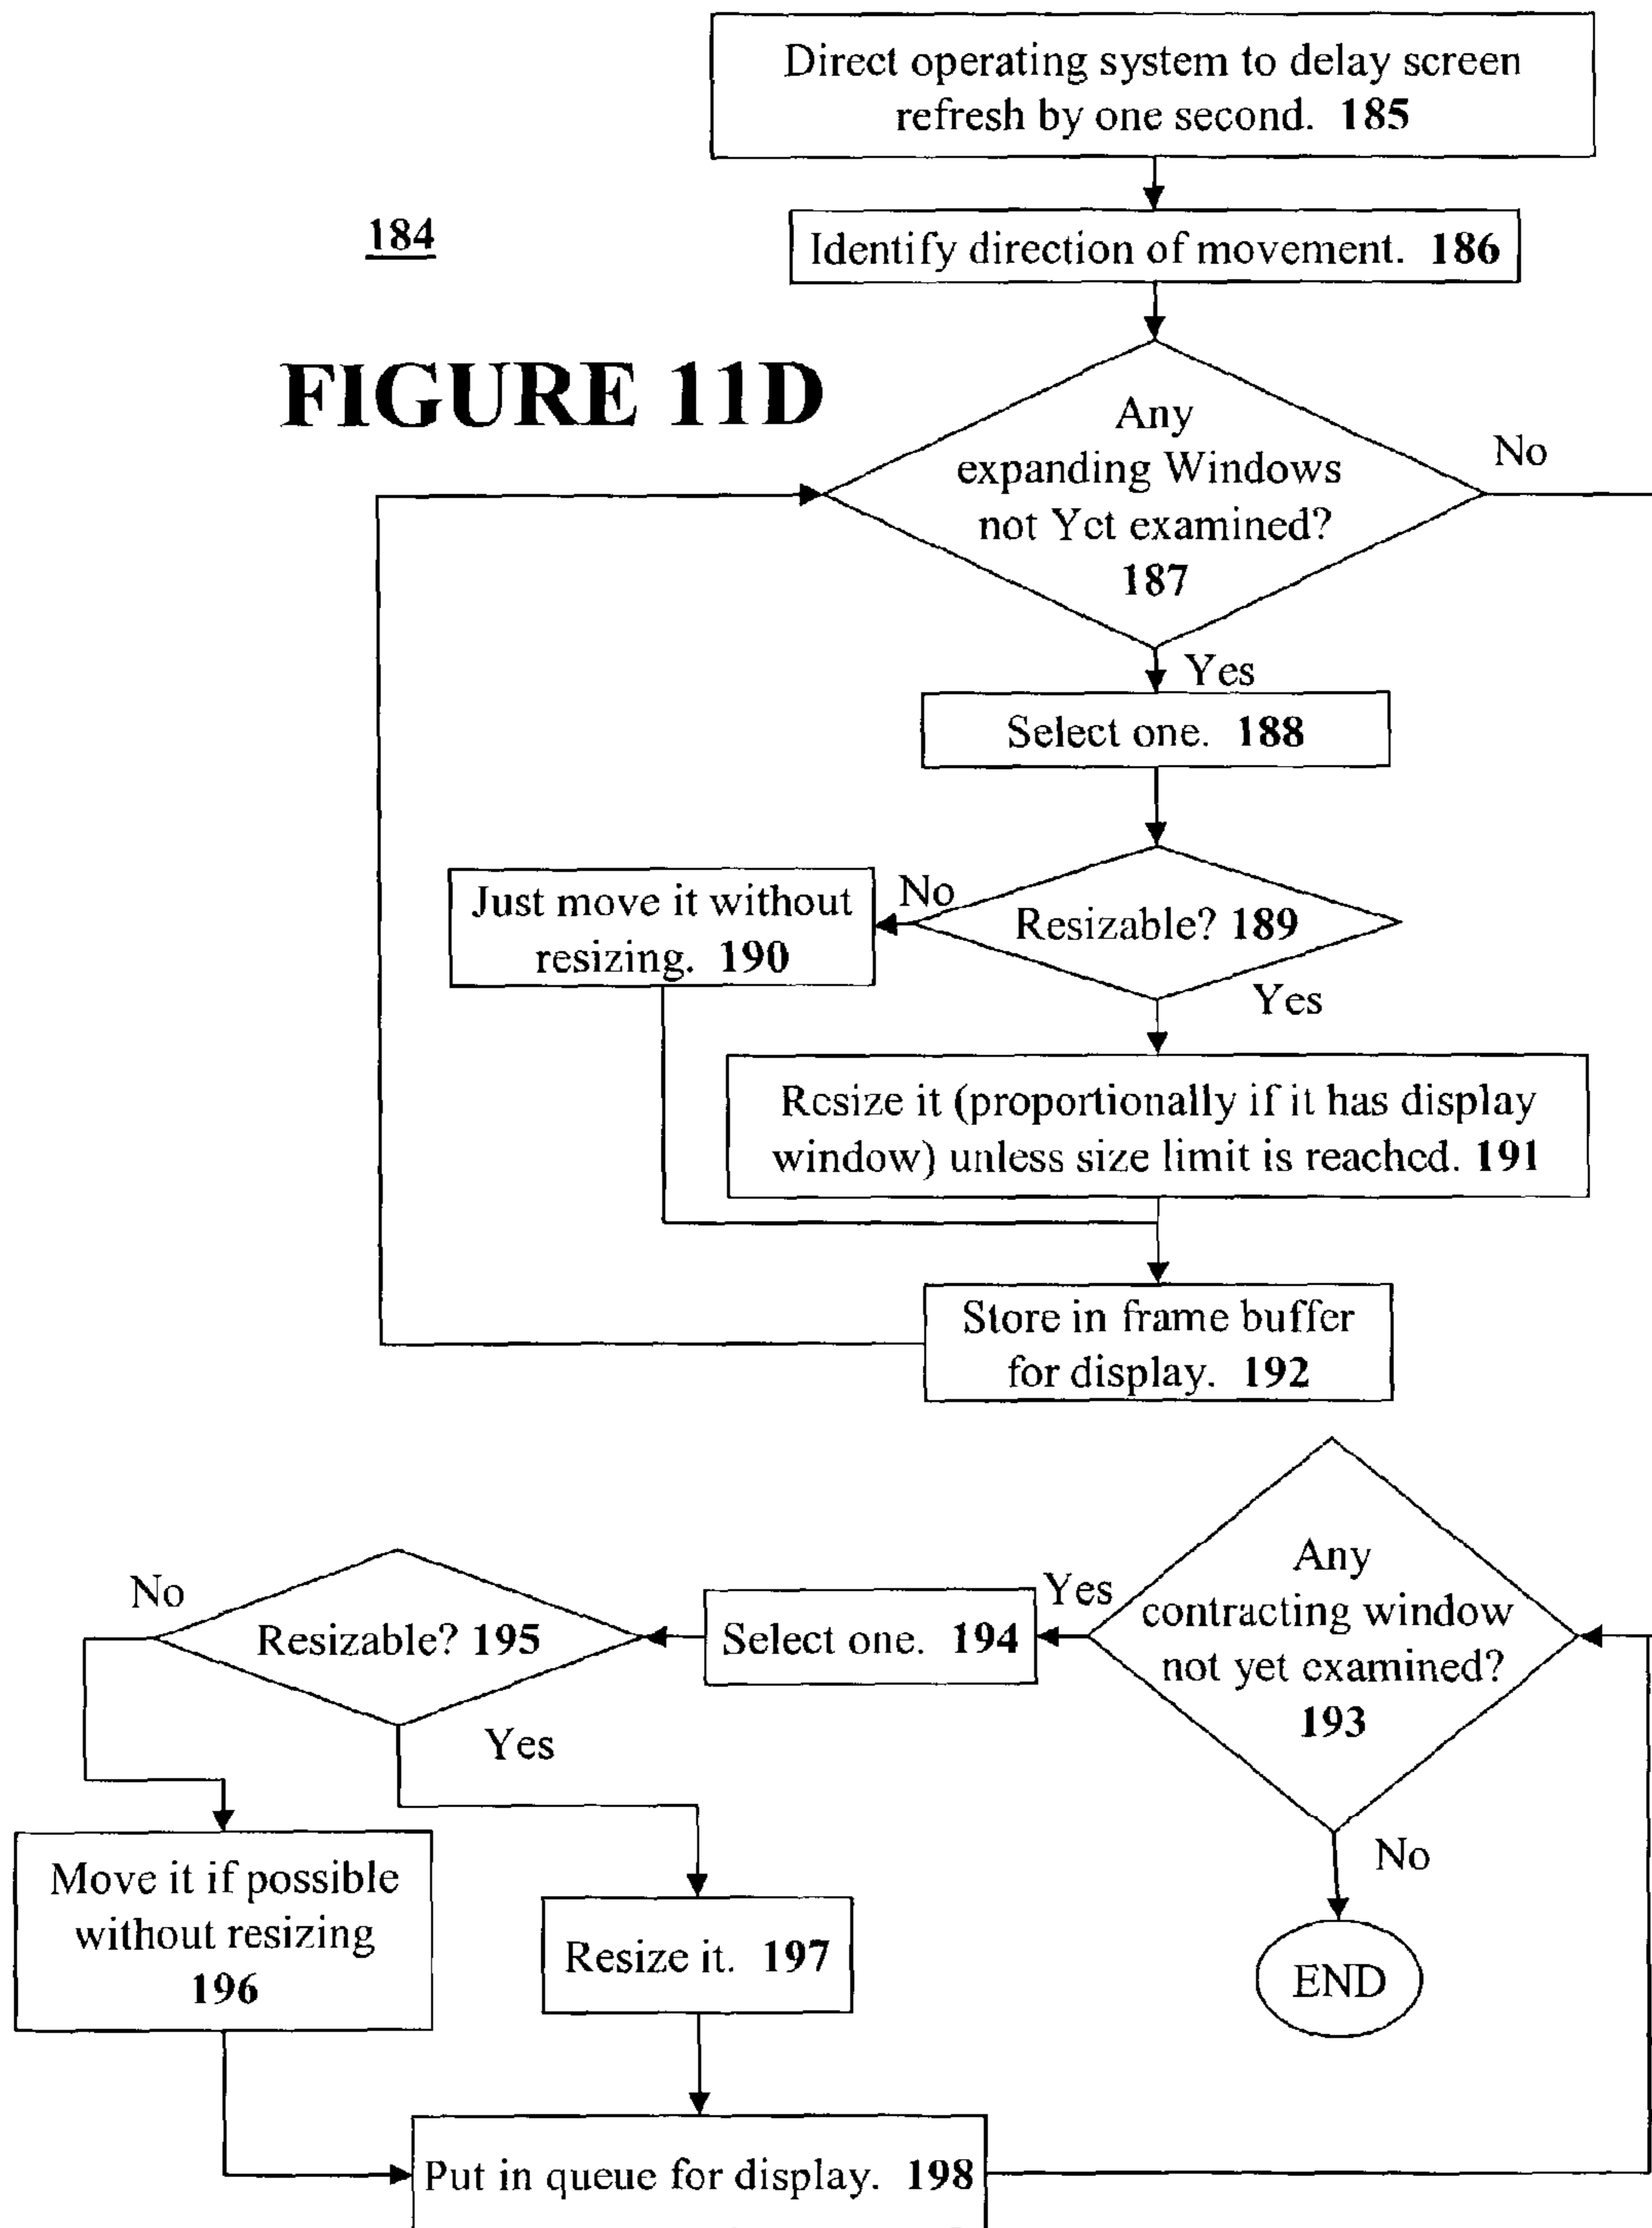 Direct operating system to delay screen
refresh by one second. 185
184
Identify direction of movement. 186
FIGURE 11D
Any
expanding Windows
not Yet examined?
187
No
Yes
Select one. 188
Resizable? 189
No
Just move it without
resizing. 190
Yes
Resize it (proportionally if it has display
window) unless size limit is reached. 191
Store in frame buffer
for display. 192
Any
contracting window
not yet examined?
193
Yes
Select one. 194
Resizable? 195
No
Yes
No
Move it if possible
without resizing
196
Resize it. 197
END
Put in queue for display. 198